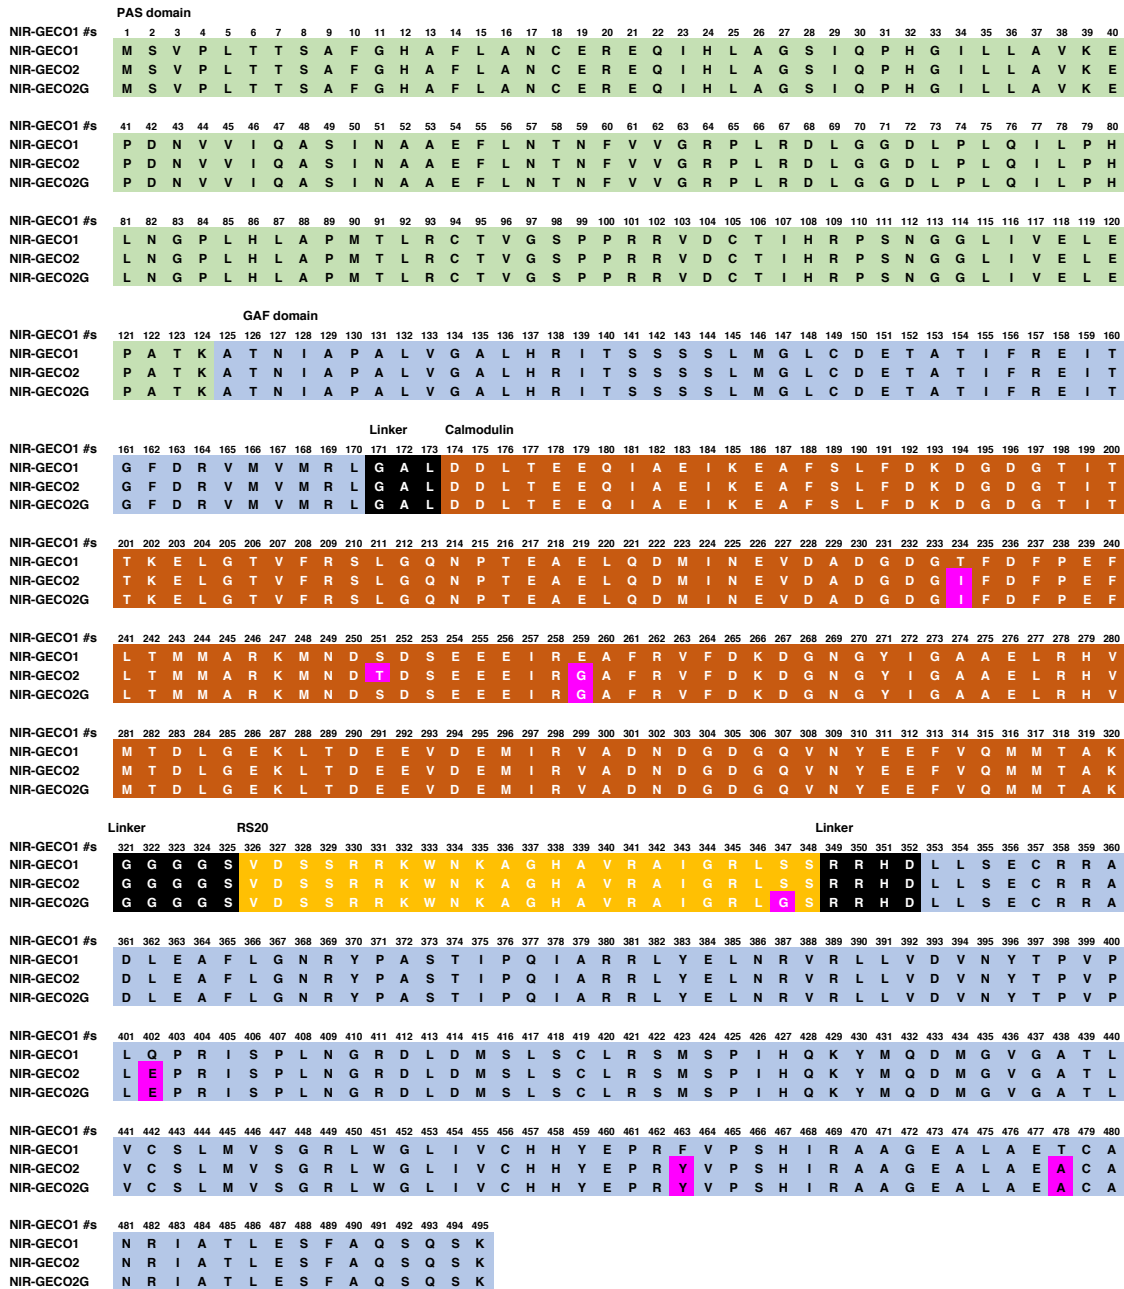 PAS domain
NIR-GECO1 #s 1 2 3 4 5 6 7 8 9 10 11 12 13 14 15 16 17 18 19 20 21 22 23 24 25 26 27 28 29 30 31 32 33 34 35 36 37 38 39 40
NIR-GECO1 M S V P L T T S A F G H A F L A N C E R E Q I H L A G S I Q P H G I L L A V K E
NIR-GECO2 M S V P L T T S A F G H A F L A N C E R E Q I H L A G S I Q P H G I L L A V K E
NIR-GECO2G M S V P L T T S A F G H A F L A N C E R E Q I H L A G S I Q P H G I L L A V K E
NIR-GECO1 #s 41 42 43 44 45 46 47 48 49 50 51 52 53 54 55 56 57 58 59 60 61 62 63 64 65 66 67 68 69 70 71 72 73 74 75 76 77 78 79 80
NIR-GECO1 P D N V V I Q A S I N A A E F L N T N F V V G R P L R D L G G D L P L Q I L P H
NIR-GECO2 P D N V V I Q A S I N A A E F L N T N F V V G R P L R D L G G D L P L Q I L P H
NIR-GECO2G P D N V V I Q A S I N A A E F L N T N F V V G R P L R D L G G D L P L Q I L P H
NIR-GECO1 #s 81 82 83 84 85 86 87 88 89 90 91 92 93 94 95 96 97 98 99 100 101 102 103 104 105 106 107 108 109 110 111 112 113 114 115 116 117 118 119 120
NIR-GECO1 L N G P L H L A P M T L R C T V G S P P R R V D C T I H R P S N G G L I V E L E
NIR-GECO2 L N G P L H L A P M T L R C T V G S P P R R V D C T I H R P S N G G L I V E L E
NIR-GECO2G L N G P L H L A P M T L R C T V G S P P R R V D C T I H R P S N G G L I V E L E
GAF domain
NIR-GECO1 #s 121 122 123 124 125 126 127 128 129 130 131 132 133 134 135 136 137 138 139 140 141 142 143 144 145 146 147 148 149 150 151 152 153 154 155 156 157 158 159 160
NIR-GECO1 P A T K A T N I A P A L V G A L H R I T S S S S L M G L C D E T A T I F R E I T
NIR-GECO2 P A T K A T N I A P A L V G A L H R I T S S S S L M G L C D E T A T I F R E I T
NIR-GECO2G P A T K A T N I A P A L V G A L H R I T S S S S L M G L C D E T A T I F R E I T
Linker Calmodulin
NIR-GECO1 #s 161 162 163 164 165 166 167 168 169 170 171 172 173 174 175 176 177 178 179 180 181 182 183 184 185 186 187 188 189 190 191 192 193 194 195 196 197 198 199 200
NIR-GECO1 G F D R V M V M R L G A L D D L T E E Q I A E I K E A F S L F D K D G D G T I T
NIR-GECO2 G F D R V M V M R L G A L D D L T E E Q I A E I K E A F S L F D K D G D G T I T
NIR-GECO2G G F D R V M V M R L G A L D D L T E E Q I A E I K E A F S L F D K D G D G T I T
NIR-GECO1 #s 201 202 203 204 205 206 207 208 209 210 211 212 213 214 215 216 217 218 219 220 221 222 223 224 225 226 227 228 229 230 231 232 233 234 235 236 237 238 239 240
NIR-GECO1 T K E L G T V F R S L G Q N P T E A E L Q D M I N E V D A D G D G T F D F P E F
NIR-GECO2 T K E L G T V F R S L G Q N P T E A E L Q D M I N E V D A D G D G I F D F P E F
NIR-GECO2G T K E L G T V F R S L G Q N P T E A E L Q D M I N E V D A D G D G I F D F P E F
NIR-GECO1 #s 241 242 243 244 245 246 247 248 249 250 251 252 253 254 255 256 257 258 259 260 261 262 263 264 265 266 267 268 269 270 271 272 273 274 275 276 277 278 279 280
NIR-GECO1 L T M M A R K M N D S D S E E E I R E A F R V F D K D G N G Y I G A A E L R H V
NIR-GECO2 L T M M A R K M N D T D S E E E I R G A F R V F D K D G N G Y I G A A E L R H V
NIR-GECO2G L T M M A R K M N D S D S E E E I R G A F R V F D K D G N G Y I G A A E L R H V
NIR-GECO1 #s 281 282 283 284 285 286 287 288 289 290 291 292 293 294 295 296 297 298 299 300 301 302 303 304 305 306 307 308 309 310 311 312 313 314 315 316 317 318 319 320
NIR-GECO1 M T D L G E K L T D E E V D E M I R V A D N D G D G Q V N Y E E F V Q M M T A K
NIR-GECO2 M T D L G E K L T D E E V D E M I R V A D N D G D G Q V N Y E E F V Q M M T A K
NIR-GECO2G M T D L G E K L T D E E V D E M I R V A D N D G D G Q V N Y E E F V Q M M T A K
Linker RS20 Linker
NIR-GECO1 #s 321 322 323 324 325 326 327 328 329 330 331 332 333 334 335 336 337 338 339 340 341 342 343 344 345 346 347 348 349 350 351 352 353 354 355 356 357 358 359 360
NIR-GECO1 G G G G S V D S S R R K W N K A G H A V R A I G R L S S R R H D L L S E C R R A
NIR-GECO2 G G G G S V D S S R R K W N K A G H A V R A I G R L S S R R H D L L S E C R R A
NIR-GECO2G G G G G S V D S S R R K W N K A G H A V R A I G R L G S R R H D L L S E C R R A
NIR-GECO1 #s 361 362 363 364 365 366 367 368 369 370 371 372 373 374 375 376 377 378 379 380 381 382 383 384 385 386 387 388 389 390 391 392 393 394 395 396 397 398 399 400
NIR-GECO1 D L E A F L G N R Y P A S T I P Q I A R R L Y E L N R V R L L V D V N Y T P V P
NIR-GECO2 D L E A F L G N R Y P A S T I P Q I A R R L Y E L N R V R L L V D V N Y T P V P
NIR-GECO2G D L E A F L G N R Y P A S T I P Q I A R R L Y E L N R V R L L V D V N Y T P V P
NIR-GECO1 #s 401 402 403 404 405 406 407 408 409 410 411 412 413 414 415 416 417 418 419 420 421 422 423 424 425 426 427 428 429 430 431 432 433 434 435 436 437 438 439 440
NIR-GECO1 L Q P R I S P L N G R D L D M S L S C L R S M S P I H Q K Y M Q D M G V G A T L
NIR-GECO2 L E P R I S P L N G R D L D M S L S C L R S M S P I H Q K Y M Q D M G V G A T L
NIR-GECO2G L E P R I S P L N G R D L D M S L S C L R S M S P I H Q K Y M Q D M G V G A T L
NIR-GECO1 #s 441 442 443 444 445 446 447 448 449 450 451 452 453 454 455 456 457 458 459 460 461 462 463 464 465 466 467 468 469 470 471 472 473 474 475 476 477 478 479 480
NIR-GECO1 V C S L M V S G R L W G L I V C H H Y E P R F V P S H I R A A G E A L A E T C A
NIR-GECO2 V C S L M V S G R L W G L I V C H H Y E P R Y V P S H I R A A G E A L A E A C A
NIR-GECO2G V C S L M V S G R L W G L I V C H H Y E P R Y V P S H I R A A G E A L A E A C A
NIR-GECO1 #s 481 482 483 484 485 486 487 488 489 490 491 492 493 494 495
NIR-GECO1 N R I A T L E S F A Q S Q S K
NIR-GECO2 N R I A T L E S F A Q S Q S K
NIR-GECO2G N R I A T L E S F A Q S Q S K